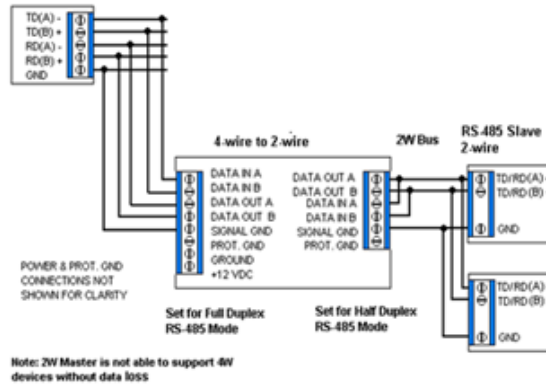 TD(A) -
TD(B) +
RD(A) -
RD(B) +
GND
4-wire to 2-wire
DATA IN A
DATA IN B
DATA OUT A
DATA OUT B
SIGNAL GND
PROT. GND
GROUND
+12 VDC
DATA OUT A
DATA OUT B
DATA IN A
DATA IN B
SIGNAL GND
PROT. GND
2W Bus
RS-485 Slave
2-wire
TD/RD(A) -
TD/RD (B)
GND
TD/RD(A) -
TD/RD (B)
GND
POWER & PROT. GND
CONNECTIONS NOT
SHOWN FOR CLARITY
Set for Full Duplex
RS-485 Mode
Set for Half Duplex
RS-485 Mode
Note: 2W Master is not able to support 4W
devices without data loss